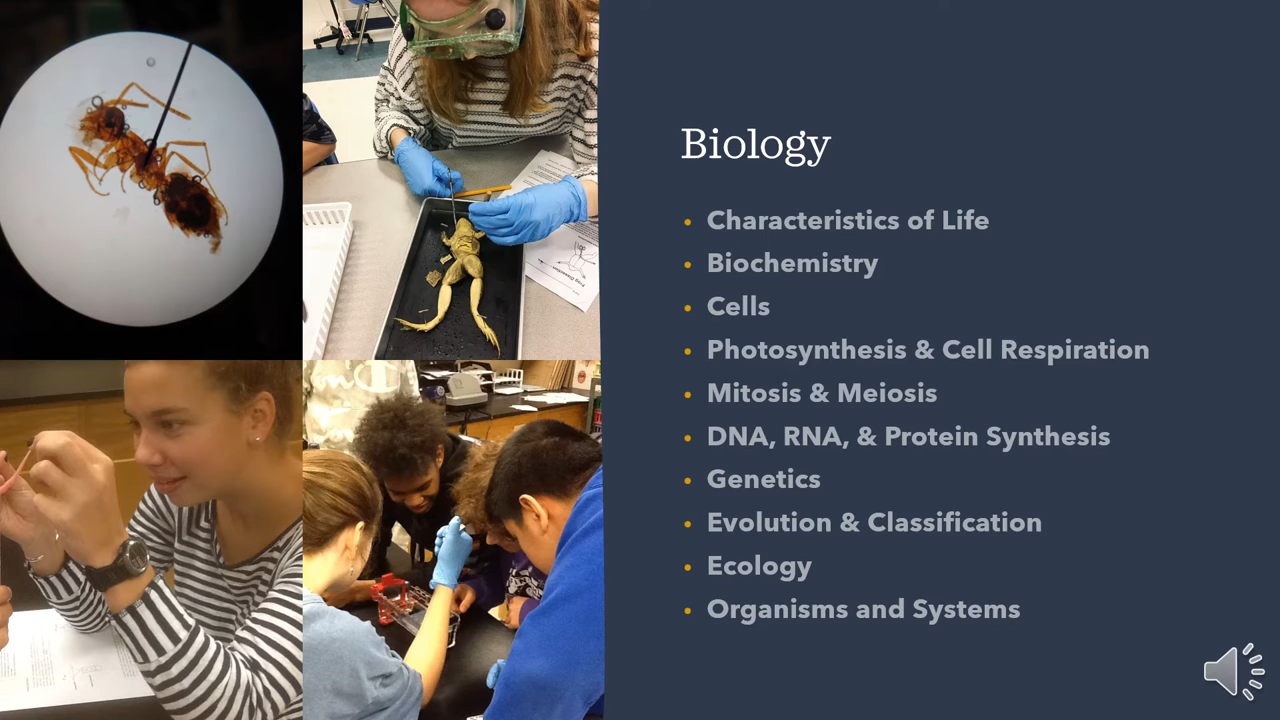 Biology
• Characteristics of Life
• Biochemistry
• Cells
• Photosynthesis & Cell Respiration
• Mitosis & Meiosis
• DNA, RNA, & Protein Synthesis
• Genetics
• Evolution & Classification
• Ecology
• Organisms and Systems